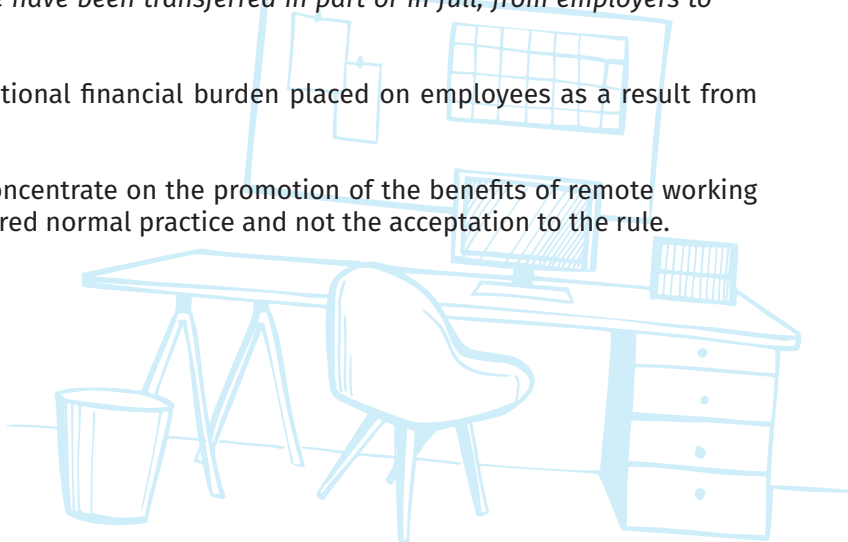 have been transferred in part or in full, from employers to
tional financial burden placed on employees as a result from
oncentrate on the promotion of the benefits of remote working
red normal practice and not the acceptation to the rule.